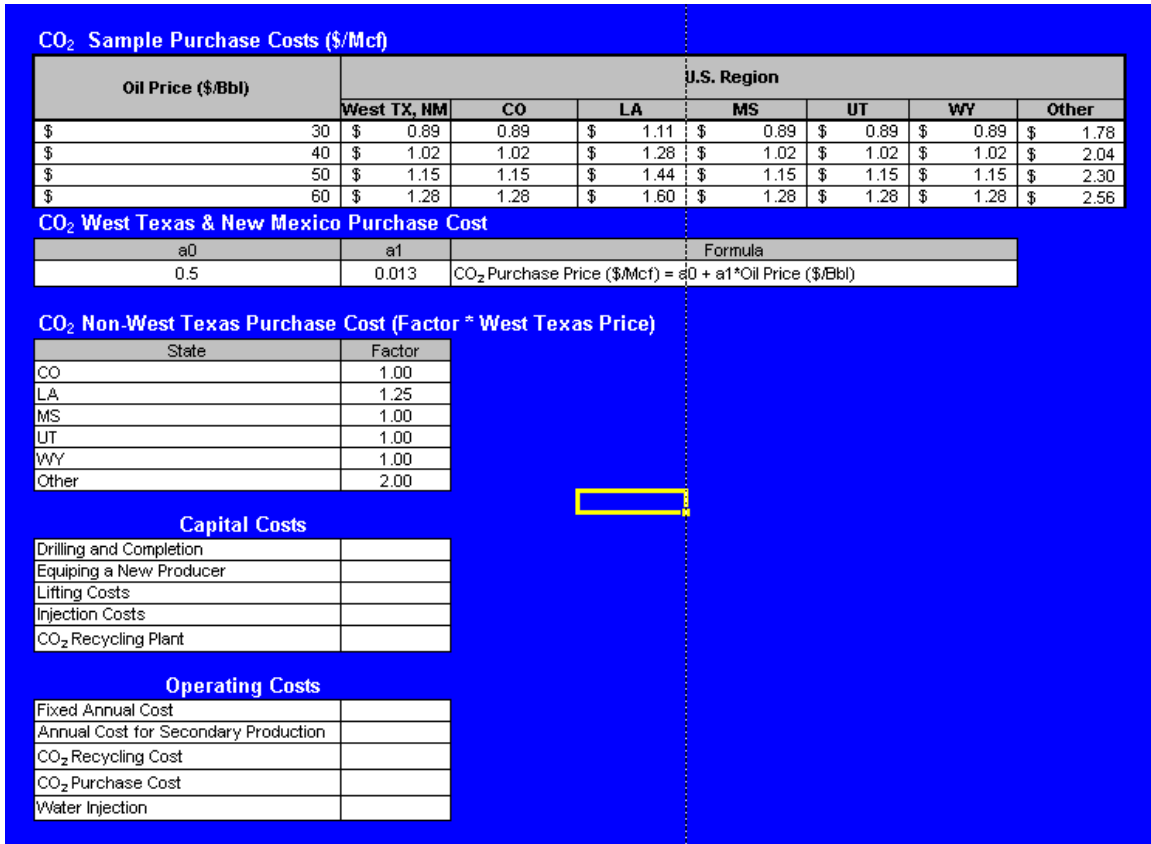 CO₂ Sample Purchase Costs ($/Mcf)
Oil Price ($/Bbl) U.S. Region
West TX, NM CO LA MS UT WY Other
$ 30 $ 0.89 0.89 $ 1.11 $ 0.89 $ 0.89 $ 0.89 $ 1.78
$ 40 $ 1.02 1.02 $ 1.28 $ 1.02 $ 1.02 $ 1.02 $ 2.04
$ 50 $ 1.15 1.15 $ 1.44 $ 1.15 $ 1.15 $ 1.15 $ 2.30
$ 60 $ 1.28 1.28 $ 1.60 $ 1.28 $ 1.28 $ 1.28 $ 2.56
CO₂ West Texas & New Mexico Purchase Cost
a0 a1 Formula
0.5 0.013 CO₂ Purchase Price ($/Mcf) = a0 + a1*Oil Price ($/Bbl)
CO₂ Non-West Texas Purchase Cost (Factor * West Texas Price)
State Factor
CO 1.00
LA 1.25
MS 1.00
UT 1.00
WY 1.00
Other 2.00
Capital Costs
Drilling and Completion
Equiping a New Producer
Lifting Costs
Injection Costs
CO₂ Recycling Plant
Operating Costs
Fixed Annual Cost
Annual Cost for Secondary Production
CO₂ Recycling Cost
CO₂ Purchase Cost
Water Injection